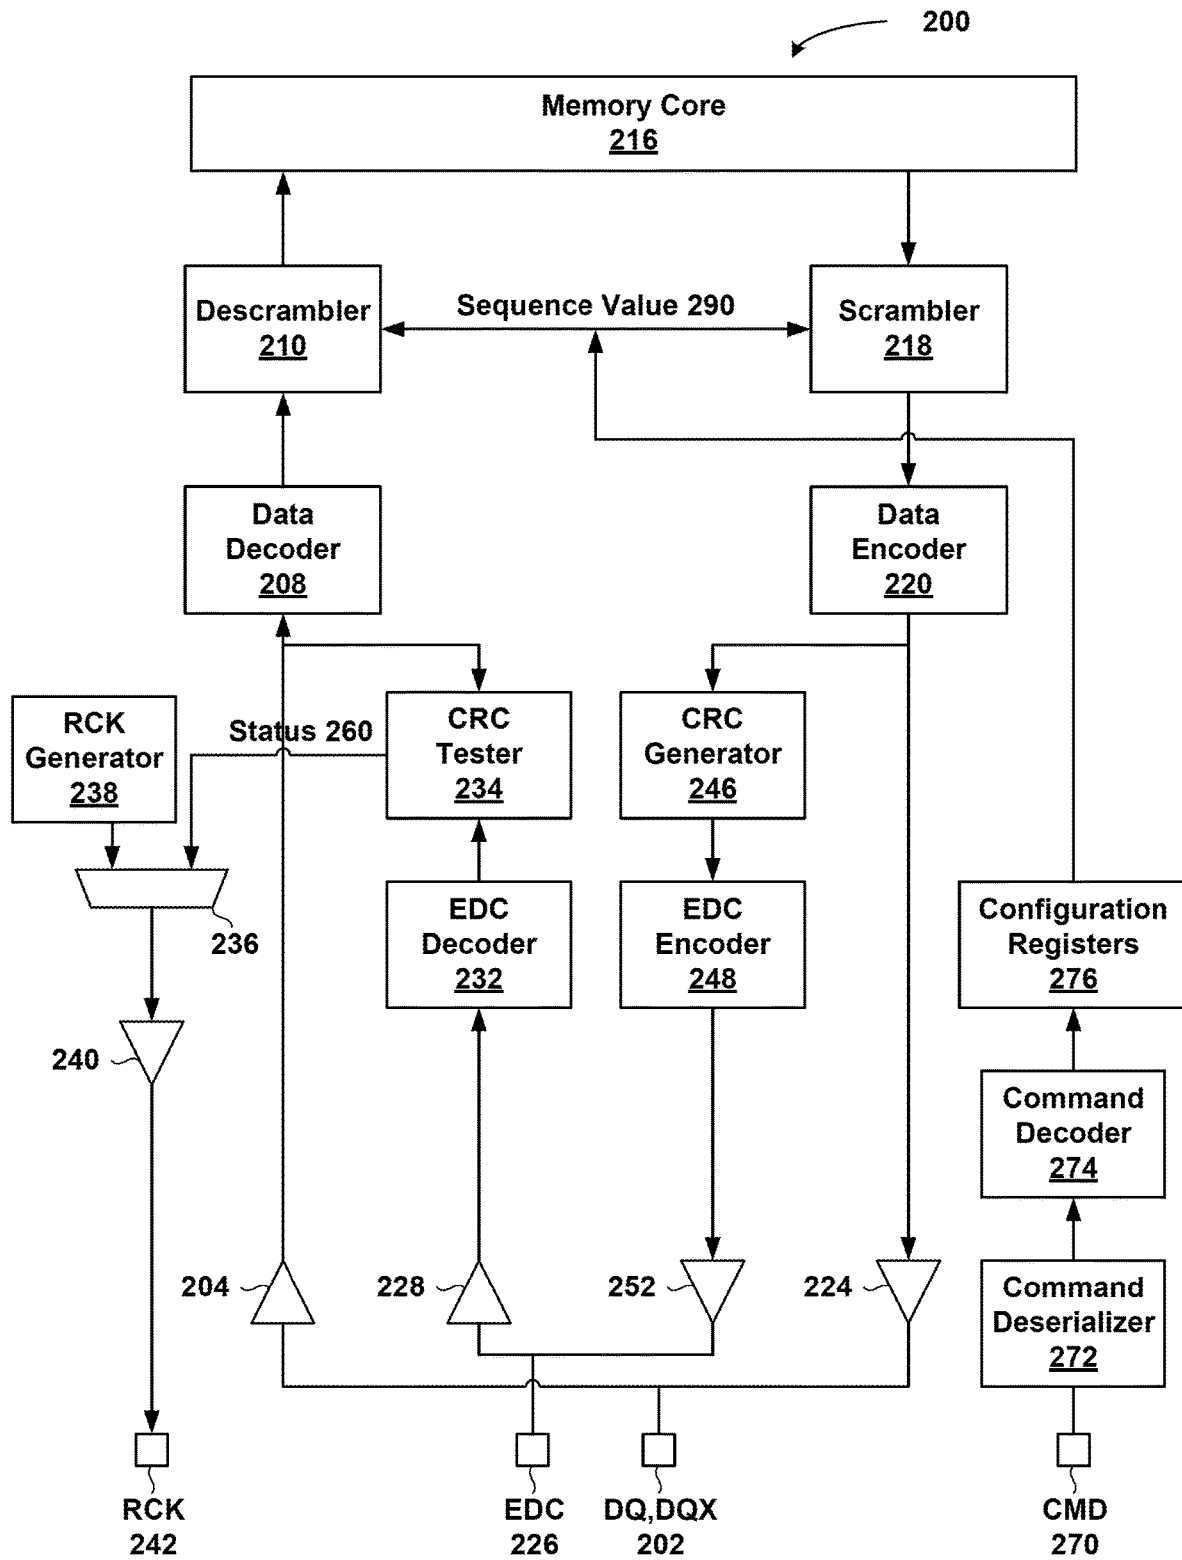 200
Memory Core
216
Descrambler
210
Sequence Value 290
Scrambler
218
Data
Decoder
208
Data
Encoder
220
RCK
Generator
238
Status 260
CRC
Tester
234
CRC
Generator
246
236
EDC
Decoder
232
EDC
Encoder
248
Configuration
Registers
276
240
Command
Decoder
274
204
228
252
224
Command
Deserializer
272
RCK
242
EDC
226
DQ,DQX
202
CMD
270